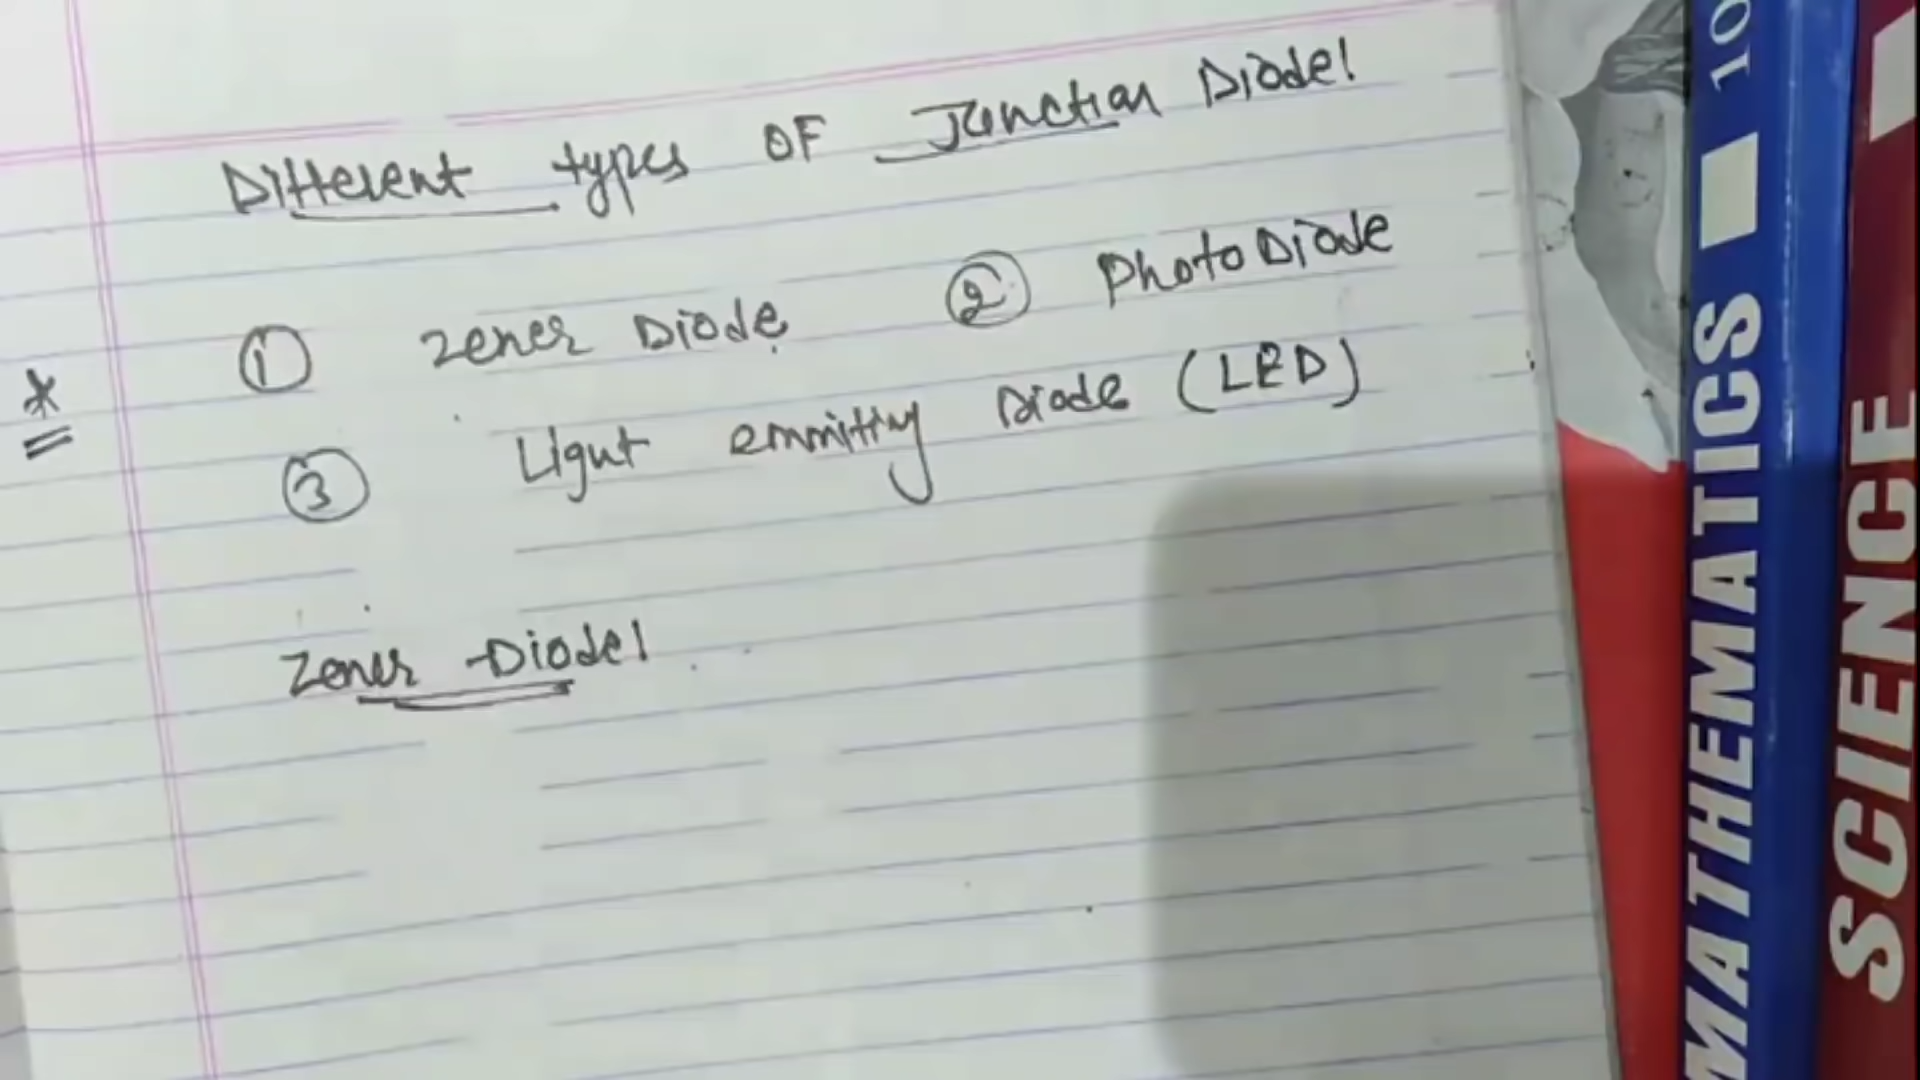 Different types OF Junction Diode!
① Zener Diode ② Photo Diode
*
③ Light emmitting Diode (LED)
Zener -Diode!
MATHEMATICS 10
SCIENCE